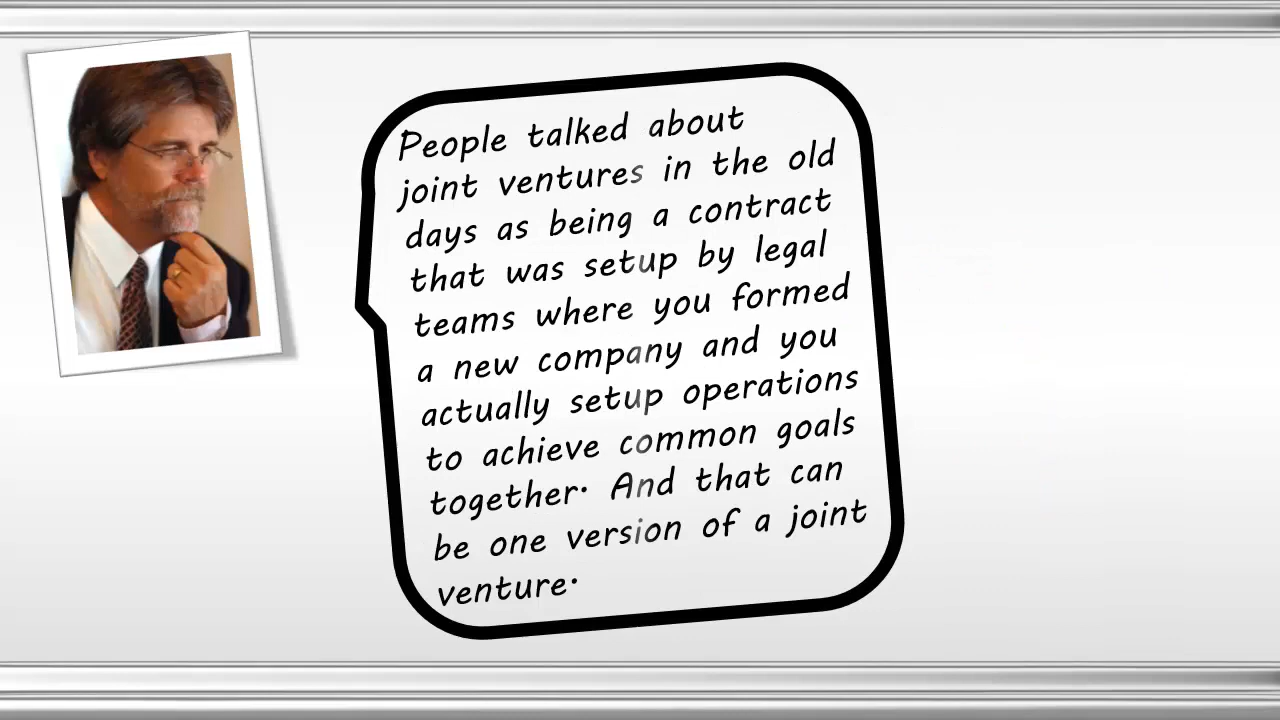 People talked about
joint ventures in the old
days as being a contract
that was setup by legal
teams where you formed
a new company and you
actually setup operations
to achieve common goals
together. And that can
be one version of a joint
venture.